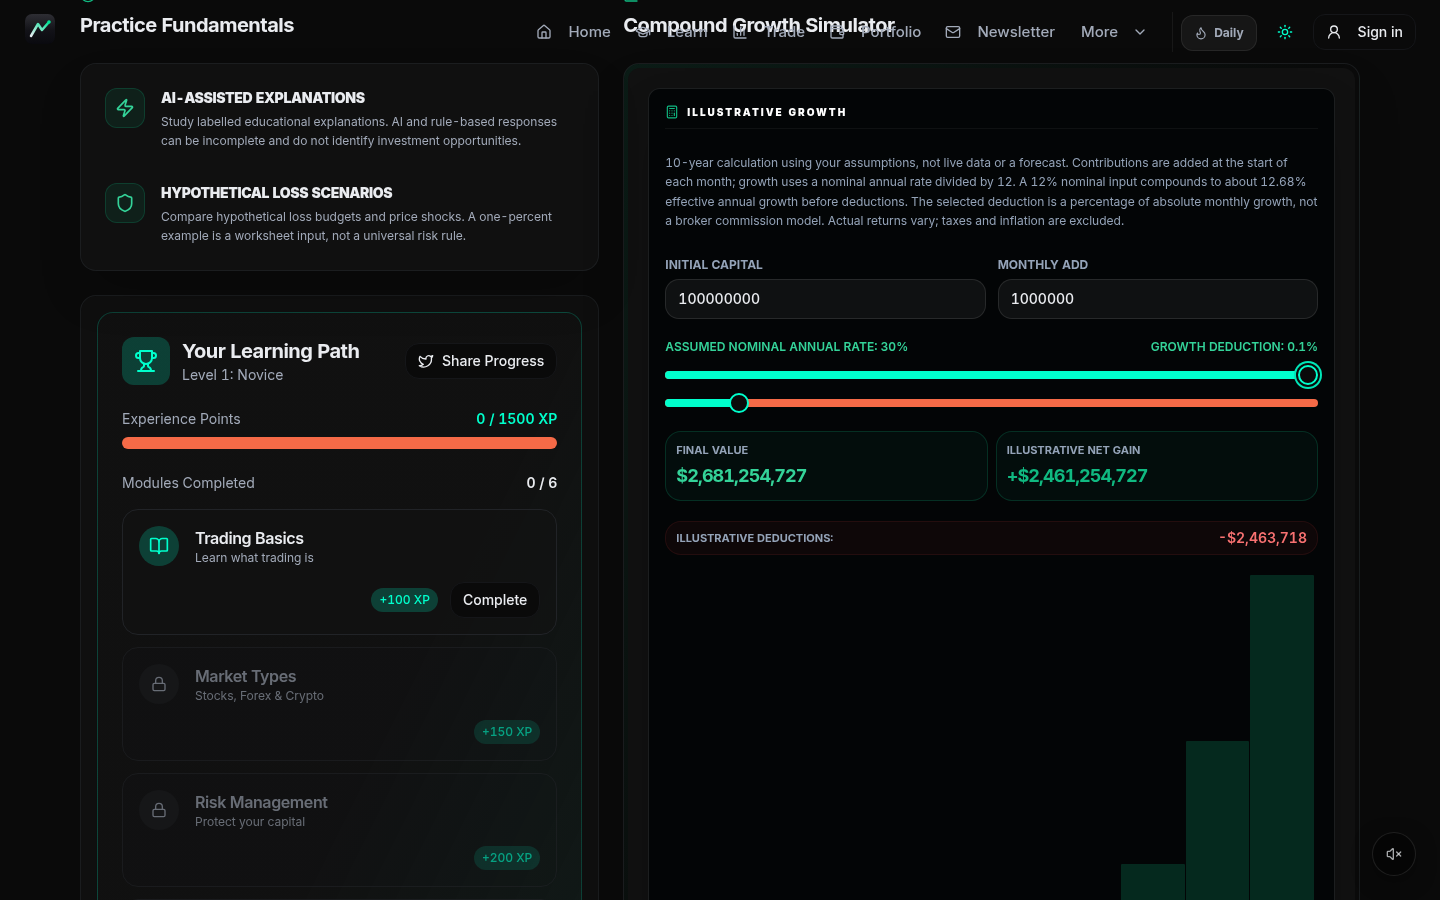 Practice Fundamentals
Compound Growth Simulator
Home
Learn
Trade
Portfolio
Newsletter
More
Daily
Sign in
AI-ASSISTED EXPLANATIONS
Study labelled educational explanations. AI and rule-based responses
can be incomplete and do not identify investment opportunities.
HYPOTHETICAL LOSS SCENARIOS
Compare hypothetical loss budgets and price shocks. A one-percent
example is a worksheet input, not a universal risk rule.
Your Learning Path
Level 1: Novice
Share Progress
Experience Points
0 / 1500 XP
Modules Completed
0 / 6
Trading Basics
Learn what trading is
+100 XP
Complete
Market Types
Stocks, Forex & Crypto
+150 XP
Risk Management
Protect your capital
+200 XP
ILLUSTRATIVE GROWTH
10-year calculation using your assumptions, not live data or a forecast. Contributions are added at the start of
each month; growth uses a nominal annual rate divided by 12. A 12% nominal input compounds to about 12.68%
effective annual growth before deductions. The selected deduction is a percentage of absolute monthly growth, not
a broker commission model. Actual returns vary; taxes and inflation are excluded.
INITIAL CAPITAL
MONTHLY ADD
100000000
1000000
ASSUMED NOMINAL ANNUAL RATE: 30%
GROWTH DEDUCTION: 0.1%
FINAL VALUE
$2,681,254,727
ILLUSTRATIVE NET GAIN
+$2,461,254,727
ILLUSTRATIVE DEDUCTIONS:
-$2,463,718